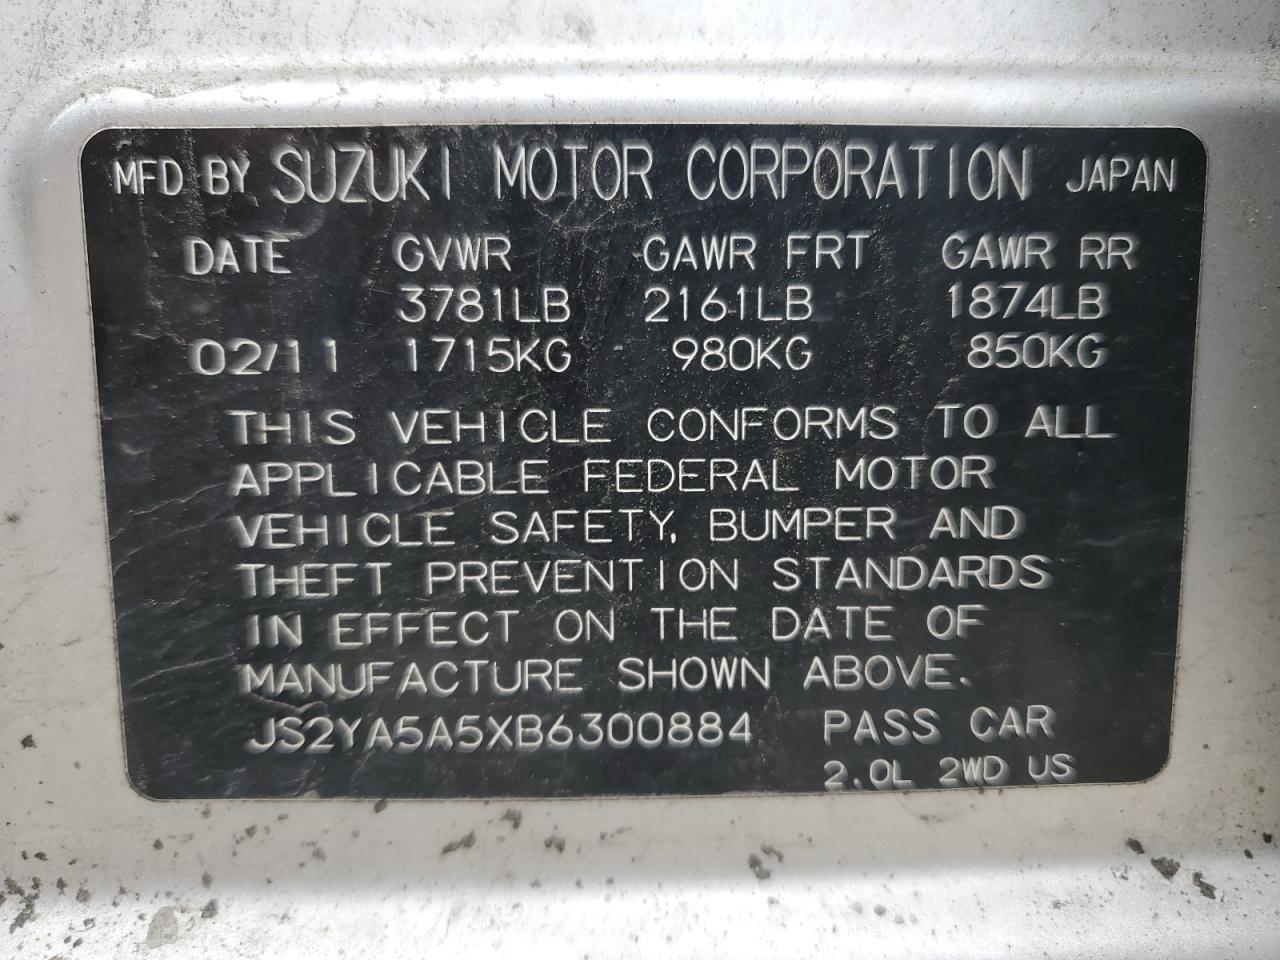 MFD BY SUZUKI MOTOR CORPORATION JAPAN
DATE GVWR GAWR FRT GAWR RR
3781LB 2161LB 1874LB
02/11 1715KG 980KG 850KG
THIS VEHICLE CONFORMS TO ALL
APPLICABLE FEDERAL MOTOR
VEHICLE SAFETY, BUMPER AND
THEFT PREVENTION STANDARDS
IN EFFECT ON THE DATE OF
MANUFACTURE SHOWN ABOVE.
JS2YA5A5XB6300884 PASS CAR
2.0L 2WD US